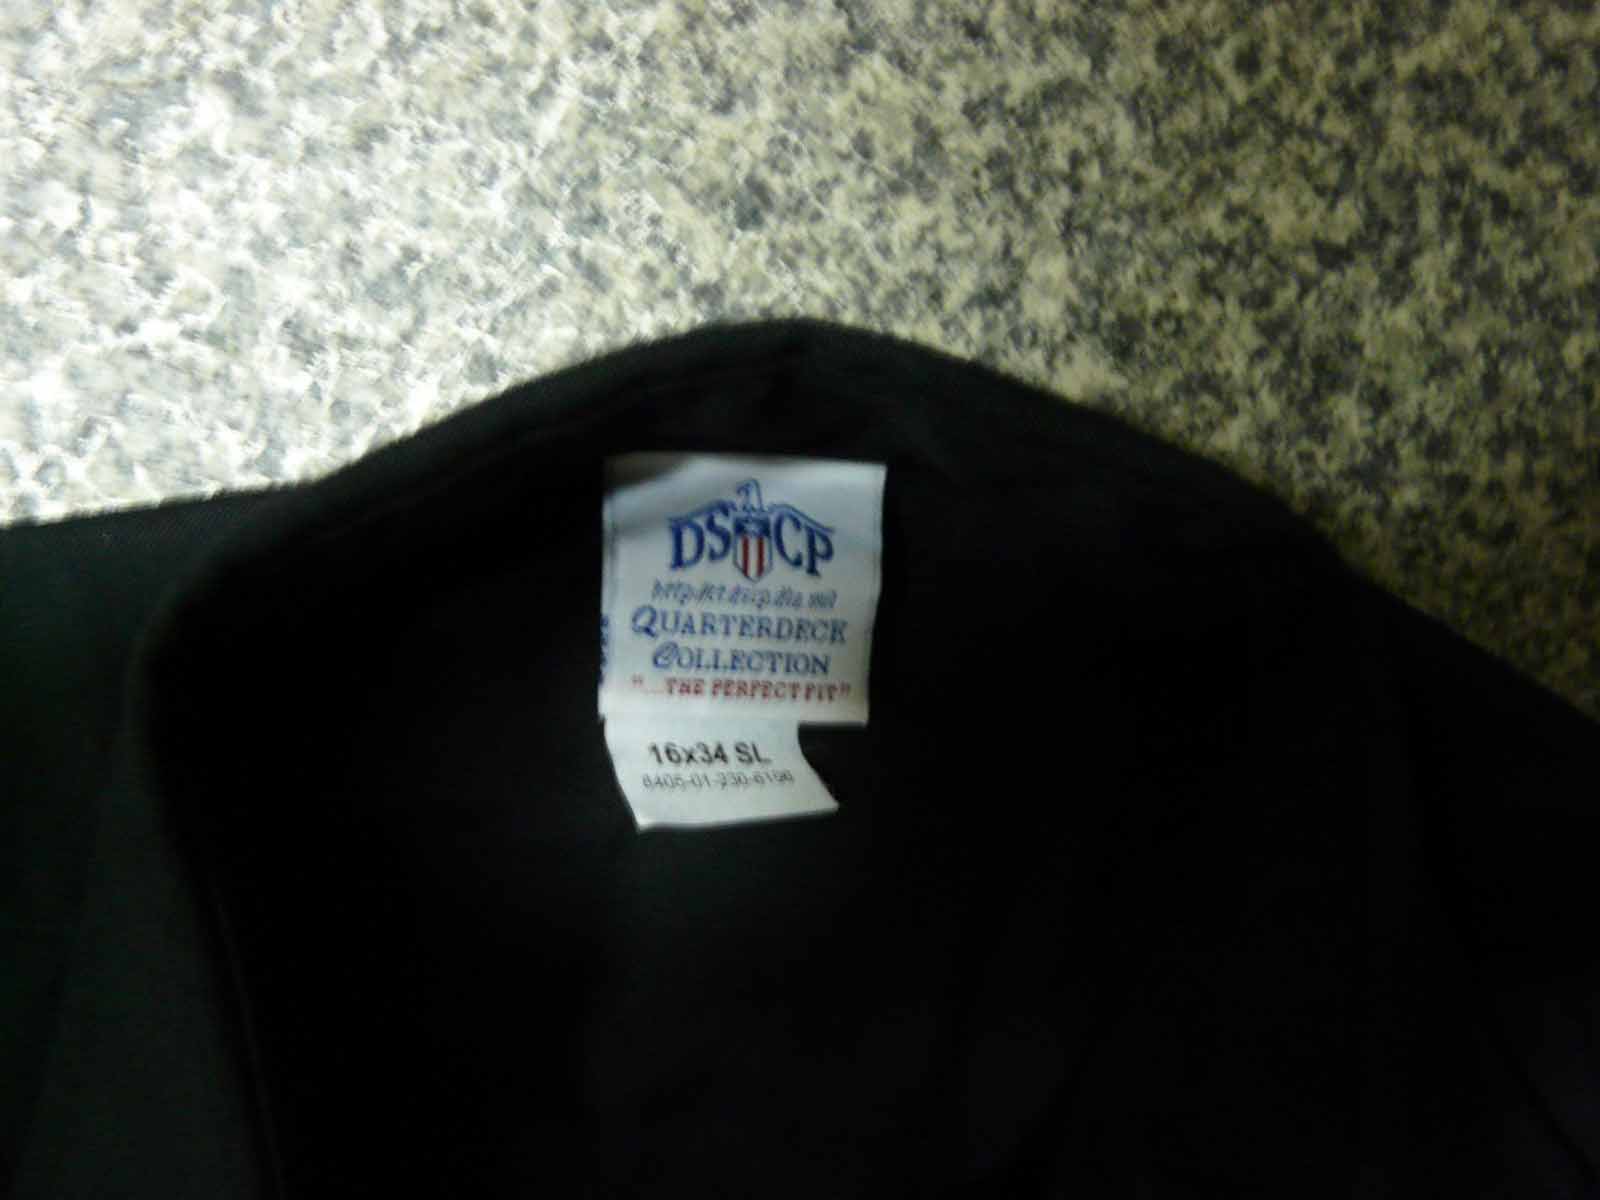 DSCP
QUARTERDECK
COLLECTION
"...THE PERFECT FIT"
16x34 SL